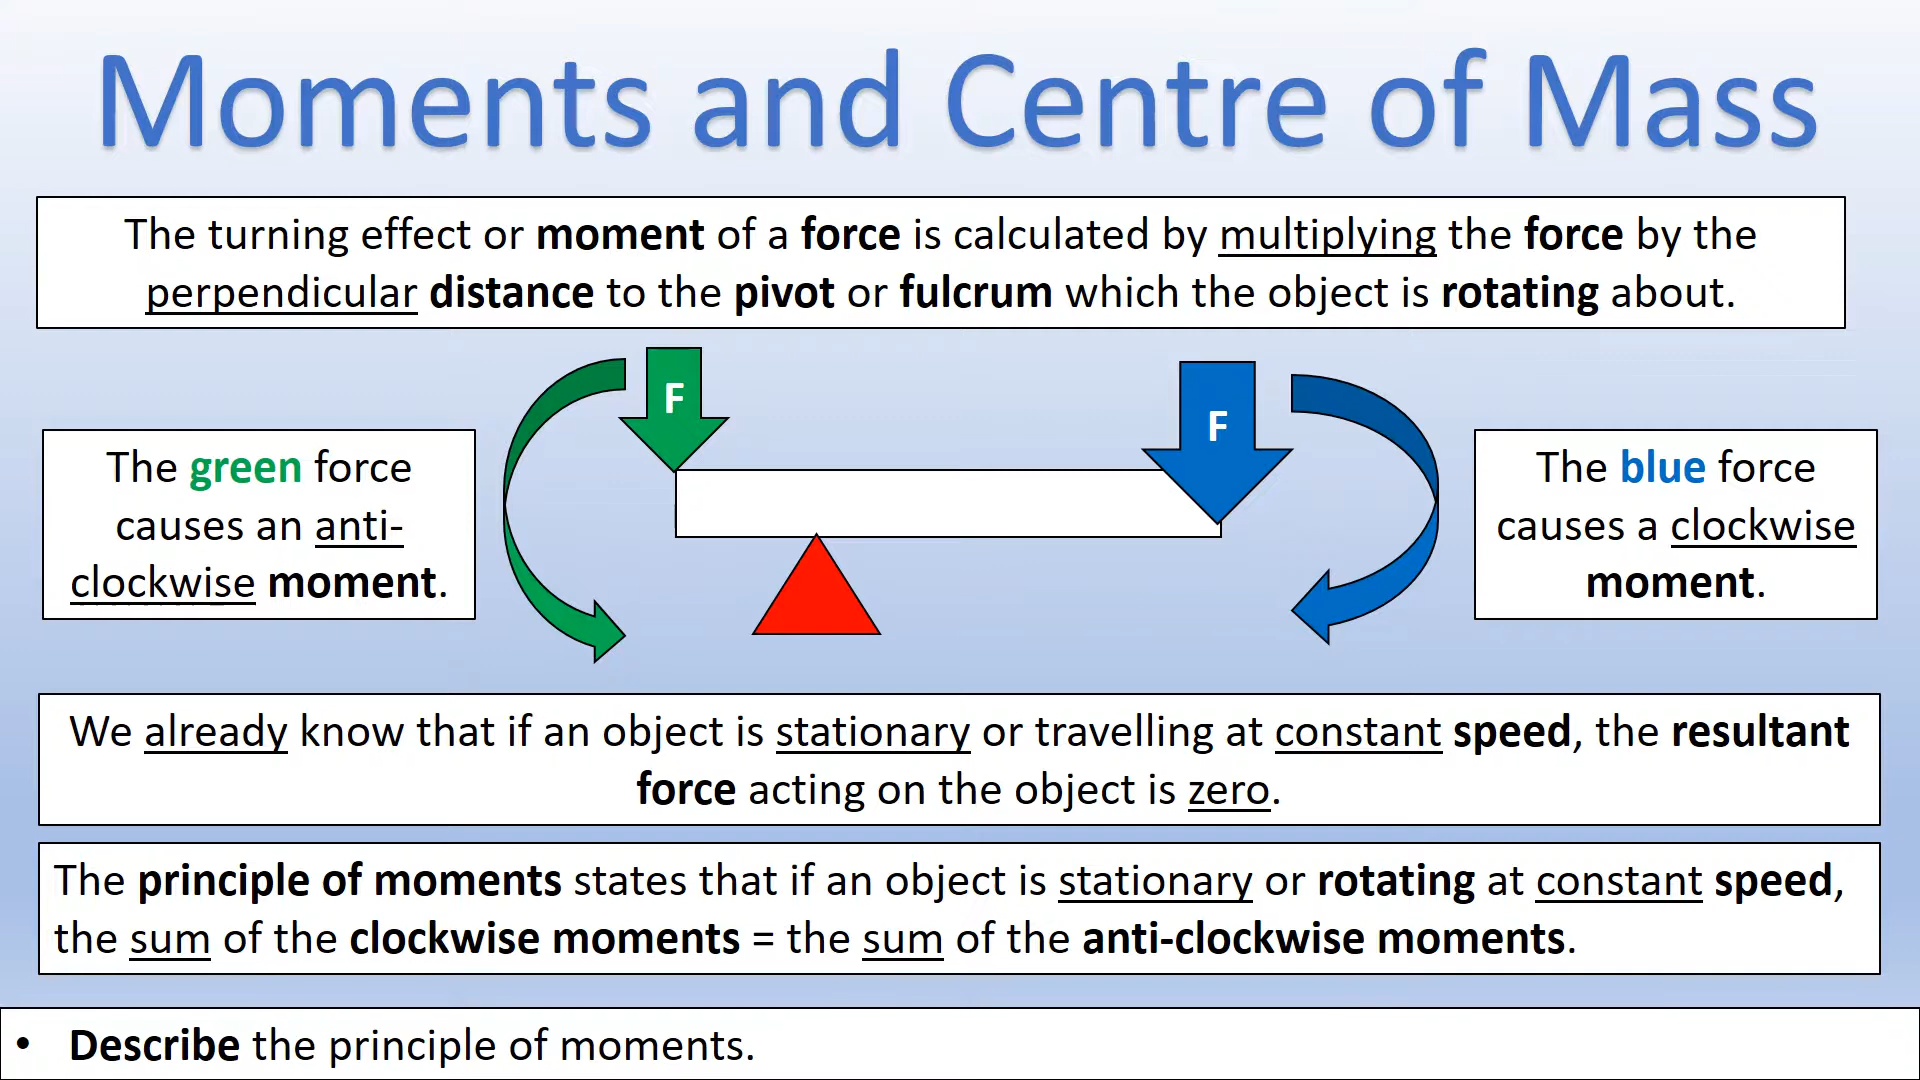 Moments and Centre of Mass
The turning effect or moment of a force is calculated by multiplying the force by the
perpendicular distance to the pivot or fulcrum which the object is rotating about.
F
F
The green force
causes an anti-
clockwise moment.
The blue force
causes a clockwise
moment.
We already know that if an object is stationary or travelling at constant speed, the resultant
force acting on the object is zero.
The principle of moments states that if an object is stationary or rotating at constant speed,
the sum of the clockwise moments = the sum of the anti-clockwise moments.
• Describe the principle of moments.